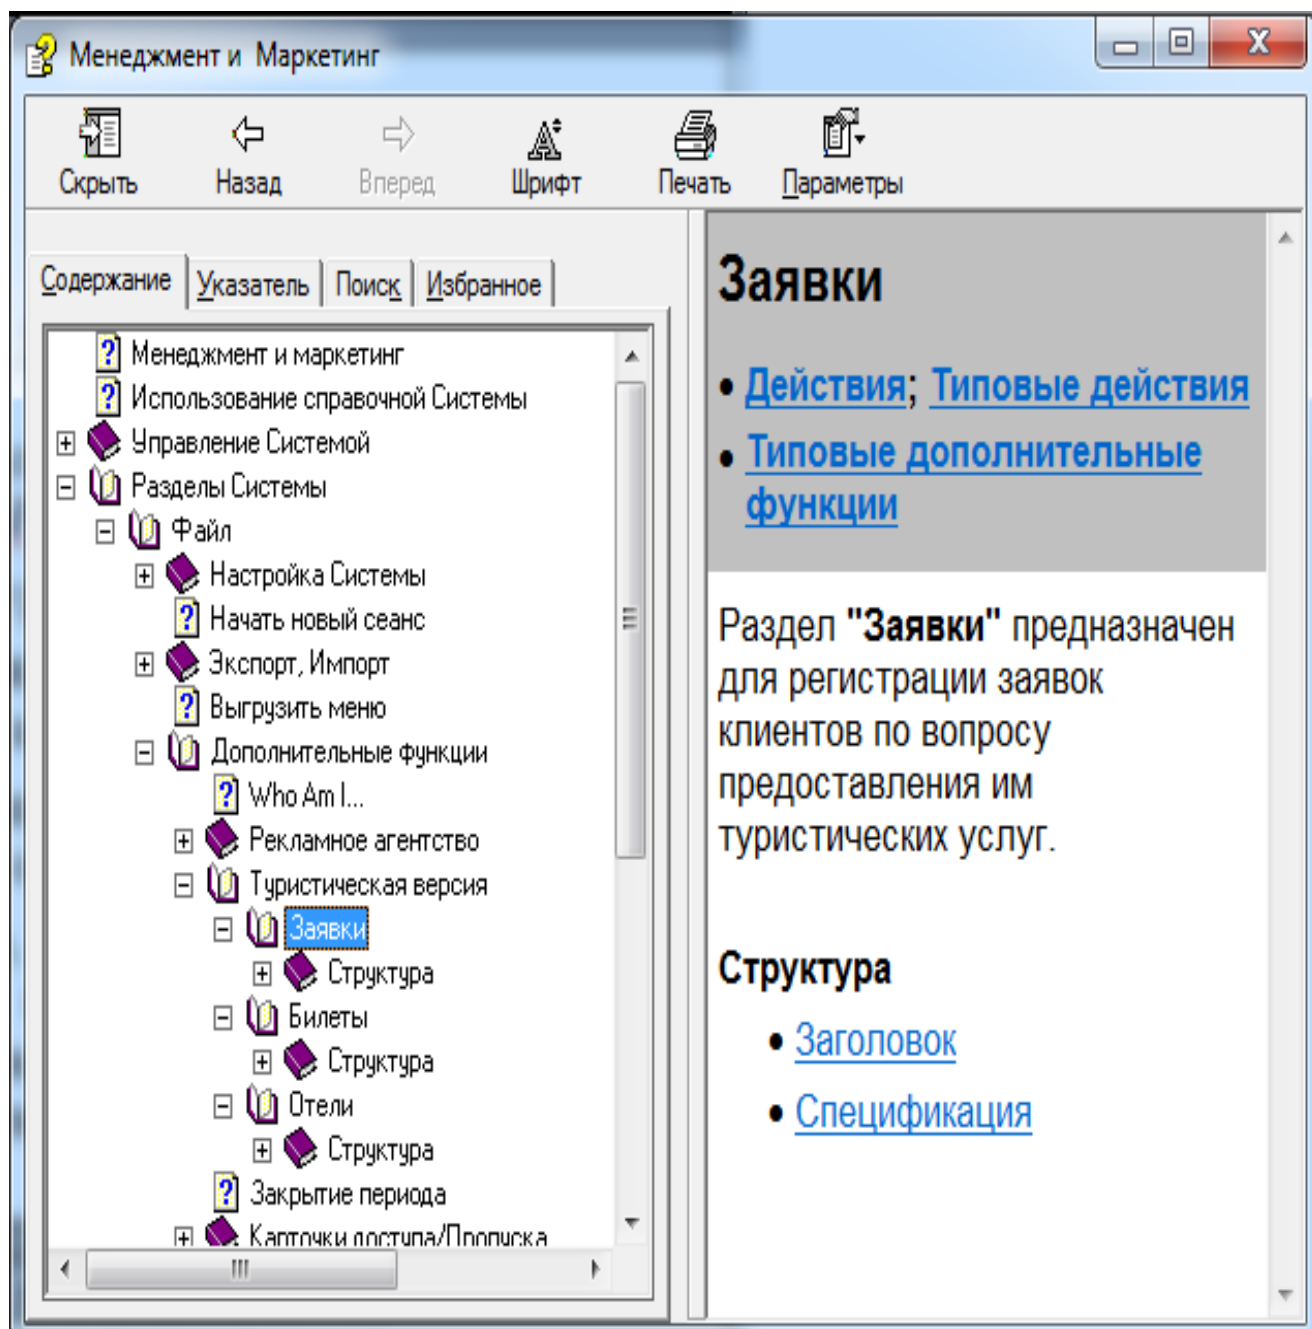 Менеджмент и Маркетинг
Скрыть Назад Вперед Шрифт Печать Параметры
Содержание Указатель Поиск Избранное
Менеджмент и маркетинг
Использование справочной Системы
Управление Системой
Разделы Системы
Файл
Настройка Системы
Начать новый сеанс
Экспорт, Импорт
Выгрузить меню
Дополнительные функции
Who Am I...
Рекламное агентство
Туристическая версия
Заявки
Структура
Билеты
Структура
Отели
Структура
Закрытие периода
Карточки доступа/Пропуска
Заявки
• Действия; Типовые действия
• Типовые дополнительные
функции
Раздел "Заявки" предназначен
для регистрации заявок
клиентов по вопросу
предоставления им
туристических услуг.
Структура
• Заголовок
• Спецификация